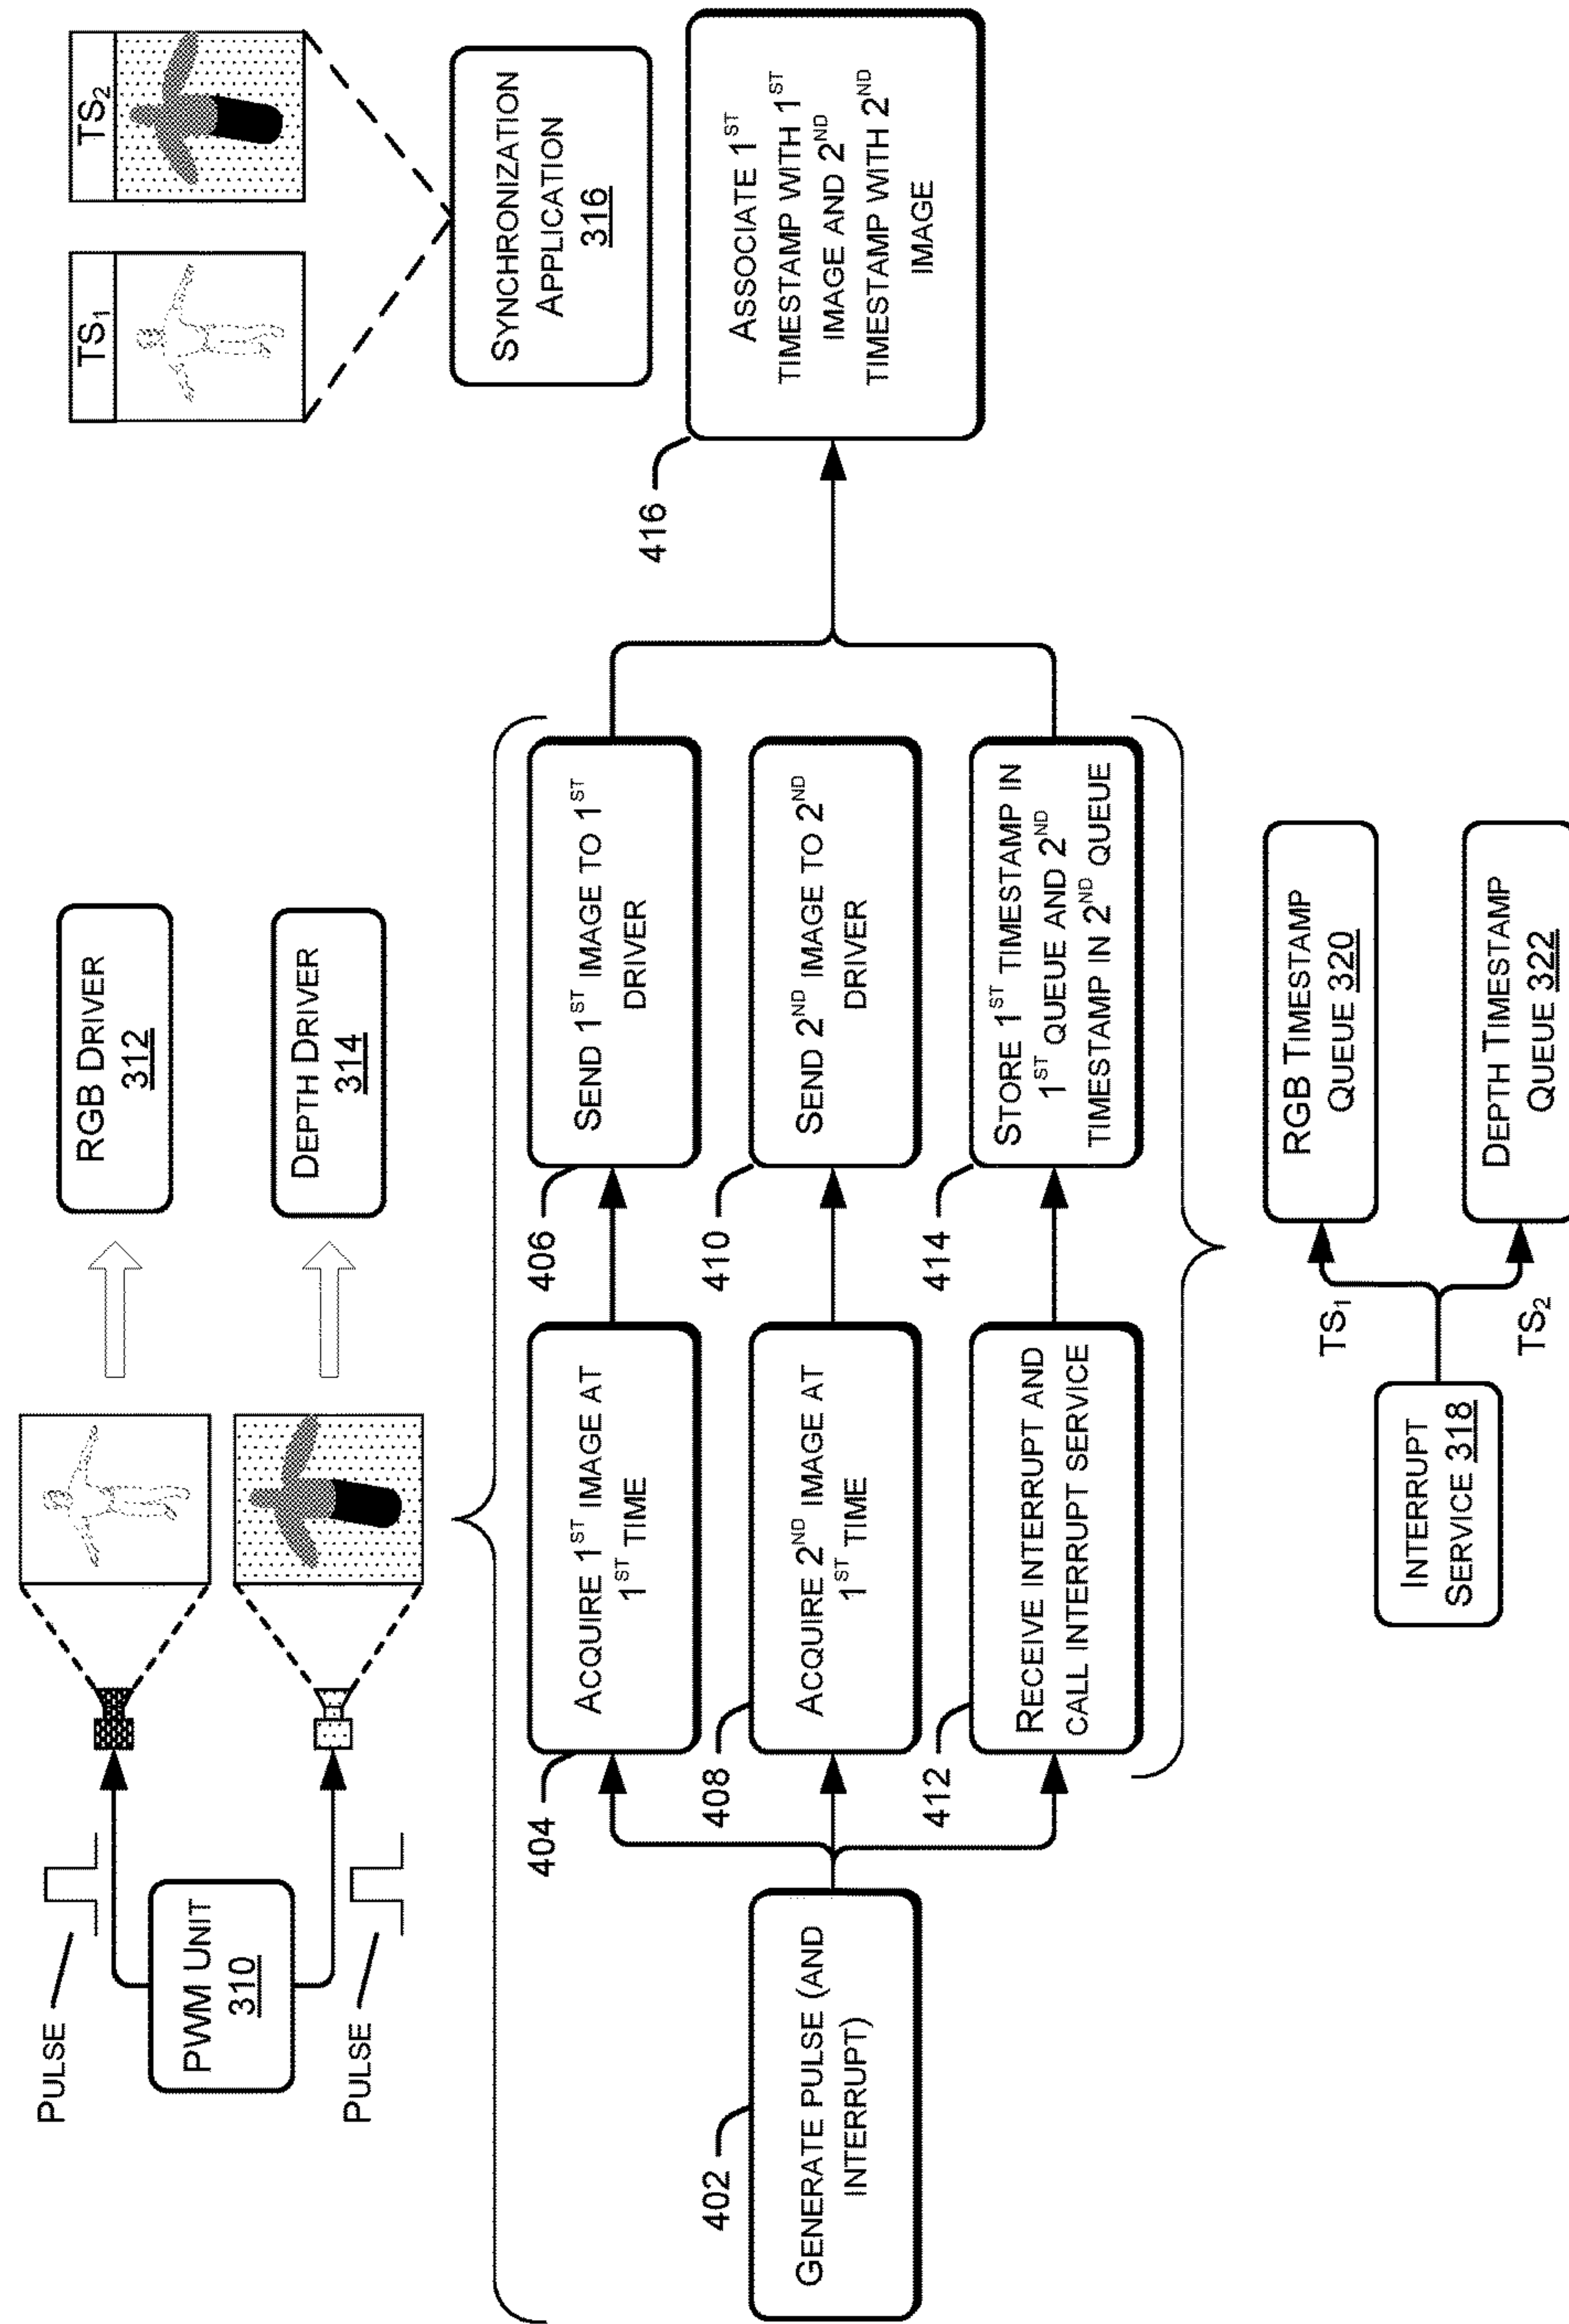 PULSE
PWM UNIT
310
PULSE
RGB DRIVER
312
DEPTH DRIVER
314
TS1
TS2
SYNCHRONIZATION
APPLICATION
316
402
GENERATE PULSE (AND
INTERRUPT)
404
ACQUIRE 1ST IMAGE AT
1ST TIME
406
SEND 1ST IMAGE TO 1ST
DRIVER
408
ACQUIRE 2ND IMAGE AT
1ST TIME
410
SEND 2ND IMAGE TO 2ND
DRIVER
412
RECEIVE INTERRUPT AND
CALL INTERRUPT SERVICE
414
STORE 1ST TIMESTAMP IN
1ST QUEUE AND 2ND
TIMESTAMP IN 2ND QUEUE
416
ASSOCIATE 1ST
TIMESTAMP WITH 1ST
IMAGE AND 2ND
TIMESTAMP WITH 2ND
IMAGE
INTERRUPT
SERVICE 318
TS1
TS2
RGB TIMESTAMP
QUEUE 320
DEPTH TIMESTAMP
QUEUE 322